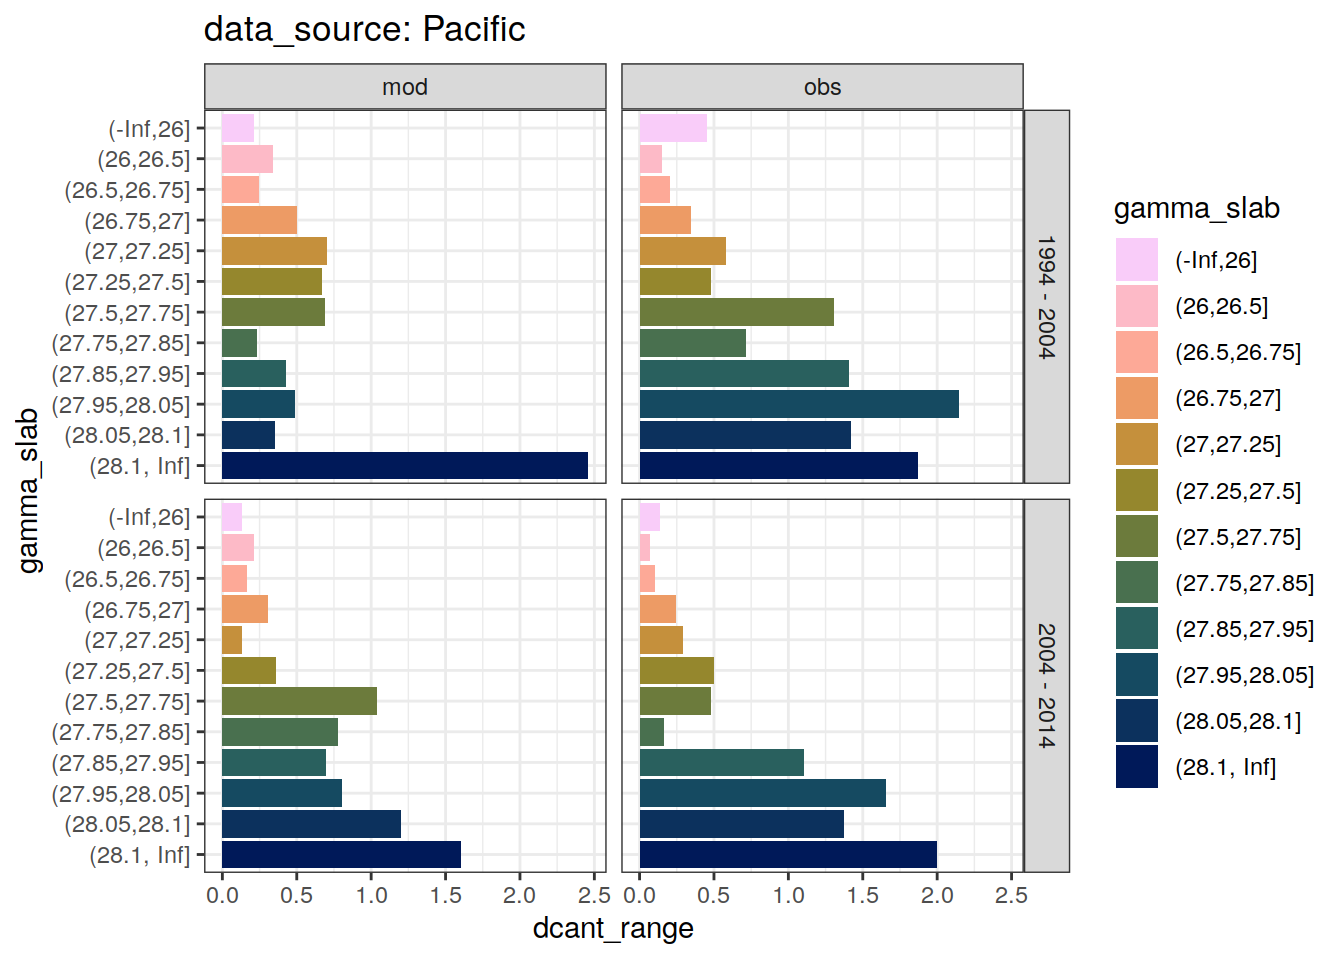 data_source: Pacific
mod
obs
(-Inf,26]
(26,26.5]
(26.5,26.75]
(26.75,27]
(27,27.25]
(27.25,27.5]
(27.5,27.75]
(27.75,27.85]
(27.85,27.95]
(27.95,28.05]
(28.05,28.1]
(28.1, Inf]
1994 - 2004
(-Inf,26]
(26,26.5]
(26.5,26.75]
(26.75,27]
(27,27.25]
(27.25,27.5]
(27.5,27.75]
(27.75,27.85]
(27.85,27.95]
(27.95,28.05]
(28.05,28.1]
(28.1, Inf]
2004 - 2014
gamma_slab
0.0 0.5 1.0 1.5 2.0 2.5
0.0 0.5 1.0 1.5 2.0 2.5
dcant_range
gamma_slab
(-Inf,26]
(26,26.5]
(26.5,26.75]
(26.75,27]
(27,27.25]
(27.25,27.5]
(27.5,27.75]
(27.75,27.85]
(27.85,27.95]
(27.95,28.05]
(28.05,28.1]
(28.1, Inf]